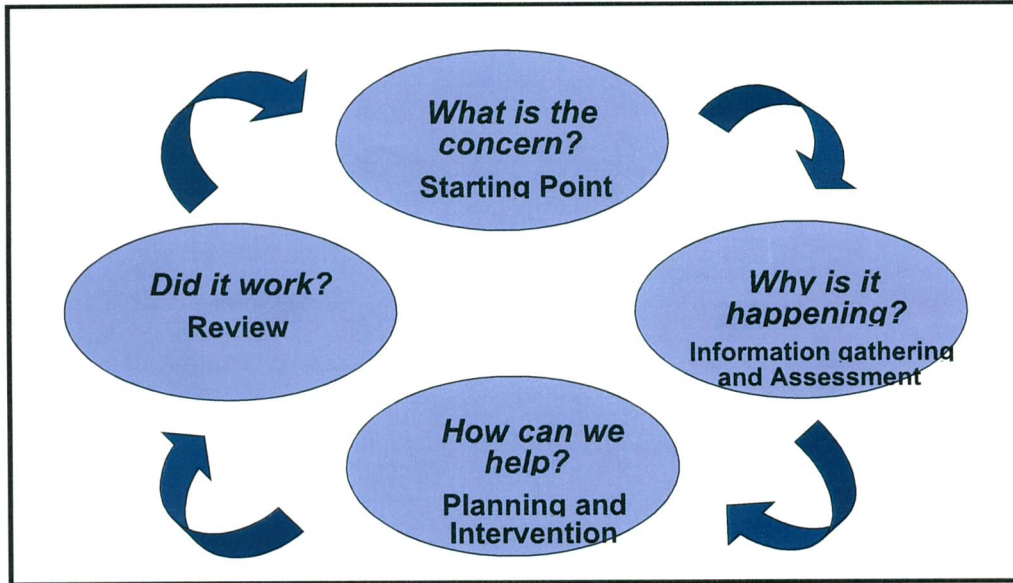 What is the
concern?
Starting Point
Why is it
happening?
Information gathering
and Assessment
How can we
help?
Planning and
Intervention
Did it work?
Review